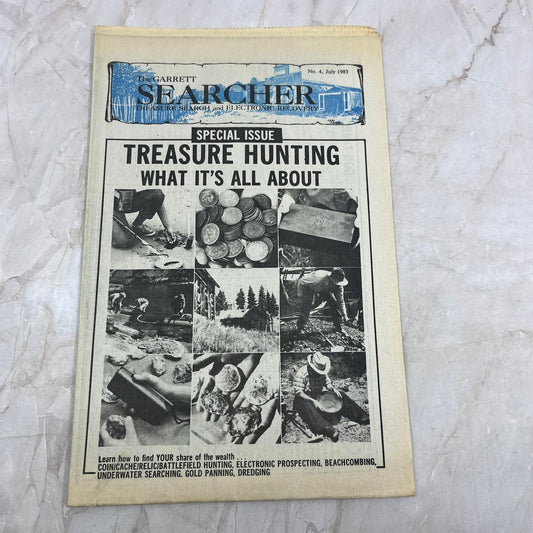 The GARRETT
No. 4, July 1983
SEARCHER
TREASURE SEARCH and ELECTRONIC RECOVERY
SPECIAL ISSUE
TREASURE HUNTING
WHAT IT'S ALL ABOUT
Learn how to find YOUR share of the wealth . . .
COIN/CACHE/RELIC/BATTLEFIELD HUNTING, ELECTRONIC PROSPECTING, BEACHCOMBING,
UNDERWATER SEARCHING, GOLD PANNING, DREDGING